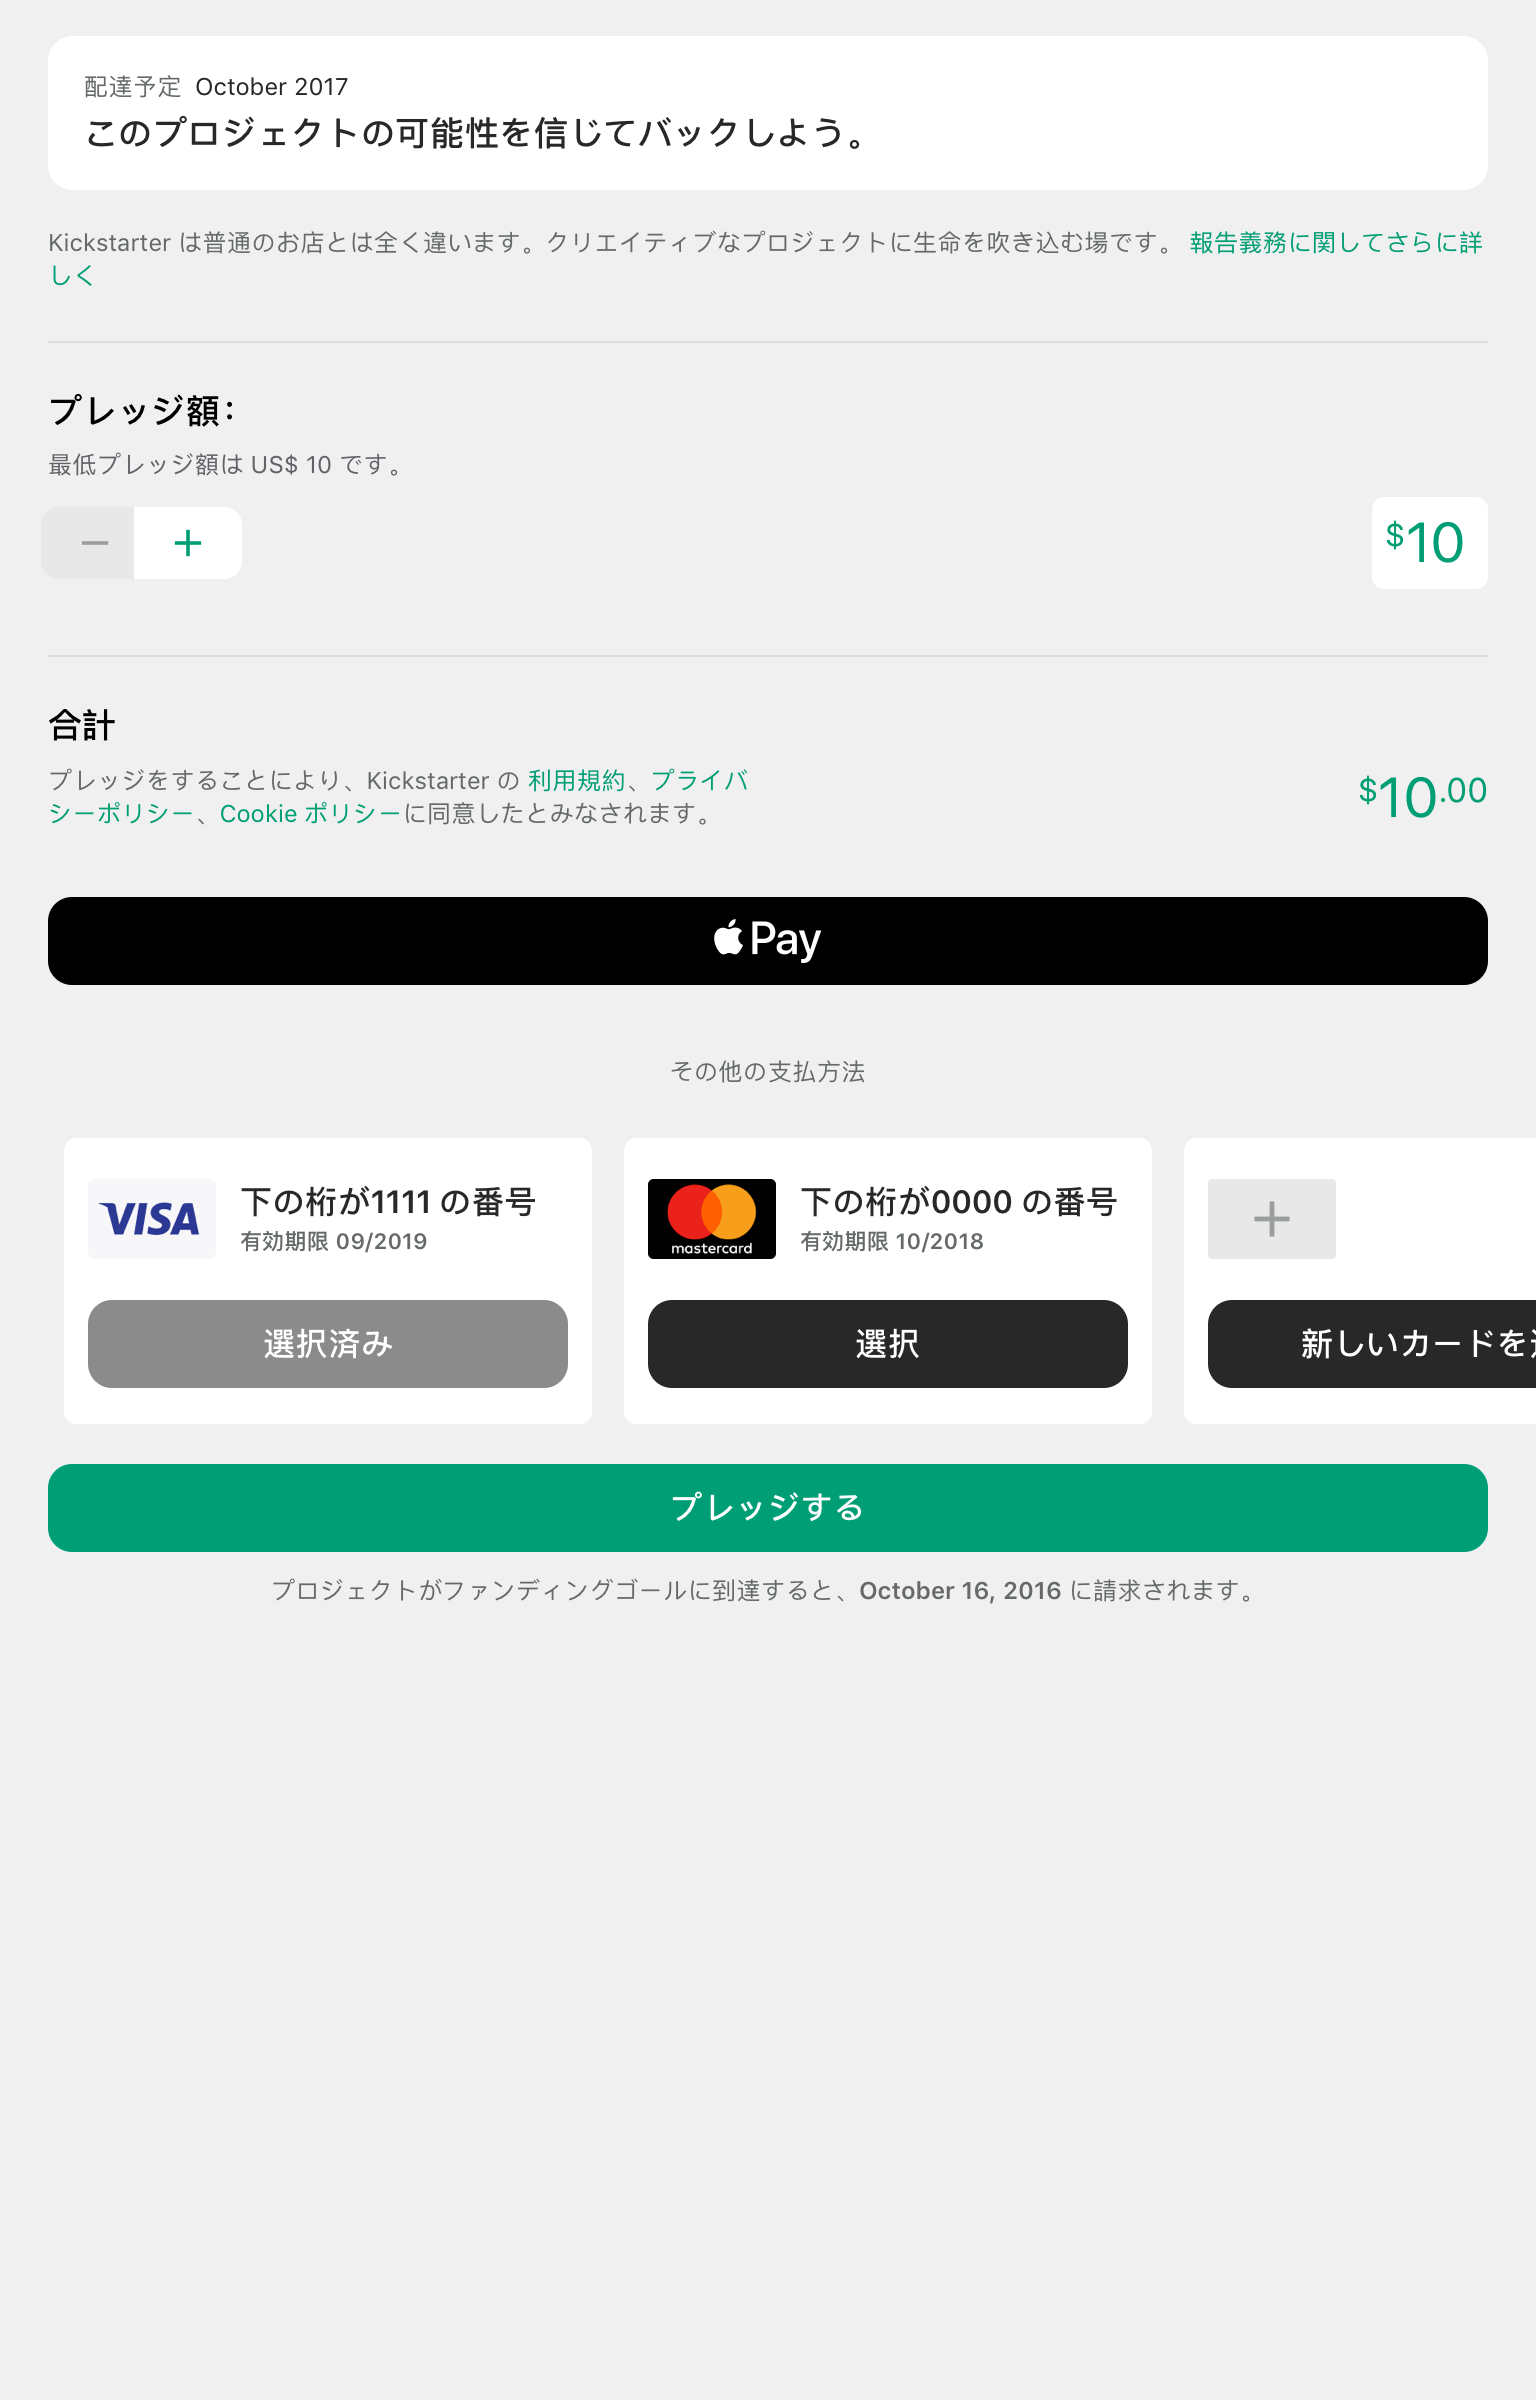 配達予定 October 2017
このプロジェクトの可能性を信じてバックしよう。
Kickstarter は普通のお店とは全く違います。クリエイティブなプロジェクトに生命を吹き込む場です。 報告義務に関してさらに詳
しく
プレッジ額:
最低プレッジ額は US$ 10 です。
$10
合計
プレッジをすることにより、Kickstarter の 利用規約、プライバ
シーポリシー、Cookie ポリシーに同意したとみなされます。
$10.00
Pay
その他の支払方法
VISA
下の桁が1111 の番号
有効期限 09/2019
選択済み
mastercard
下の桁が0000 の番号
有効期限 10/2018
選択
新しいカードを
プレッジする
プロジェクトがファンディングゴールに到達すると、October 16, 2016 に請求されます。